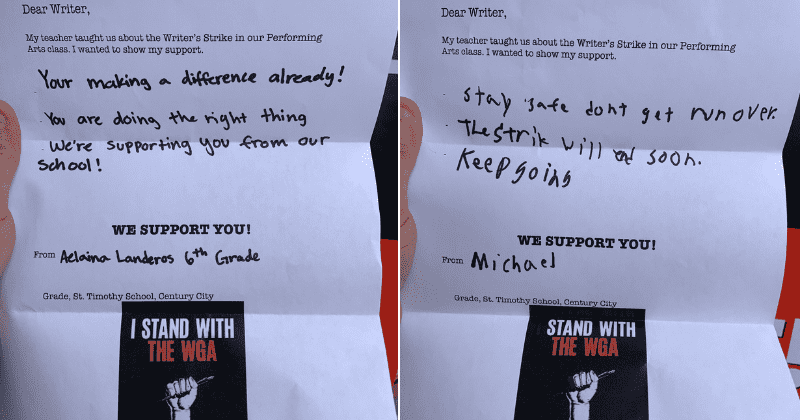 Dear Writer,
My teacher taught us about the Writer's Strike in our Performing
Arts class. I wanted to show my support.
Your making a difference already!
You are doing the right thing
We're supporting you from our
school!
WE SUPPORT YOU!
From Aelaina Landeros 6th Grade
Grade, St. Timothy School, Century City
I STAND WITH
THE WGA
Dear Writer,
My teacher taught us about the Writer's Strike in our Performing
Arts class. I wanted to show my support.
Stay safe dont get run over.
The Strik will soon.
Keep going
WE SUPPORT YOU!
From Michael
Grade, St. Timothy School, Century City
STAND WITH
THE WGA